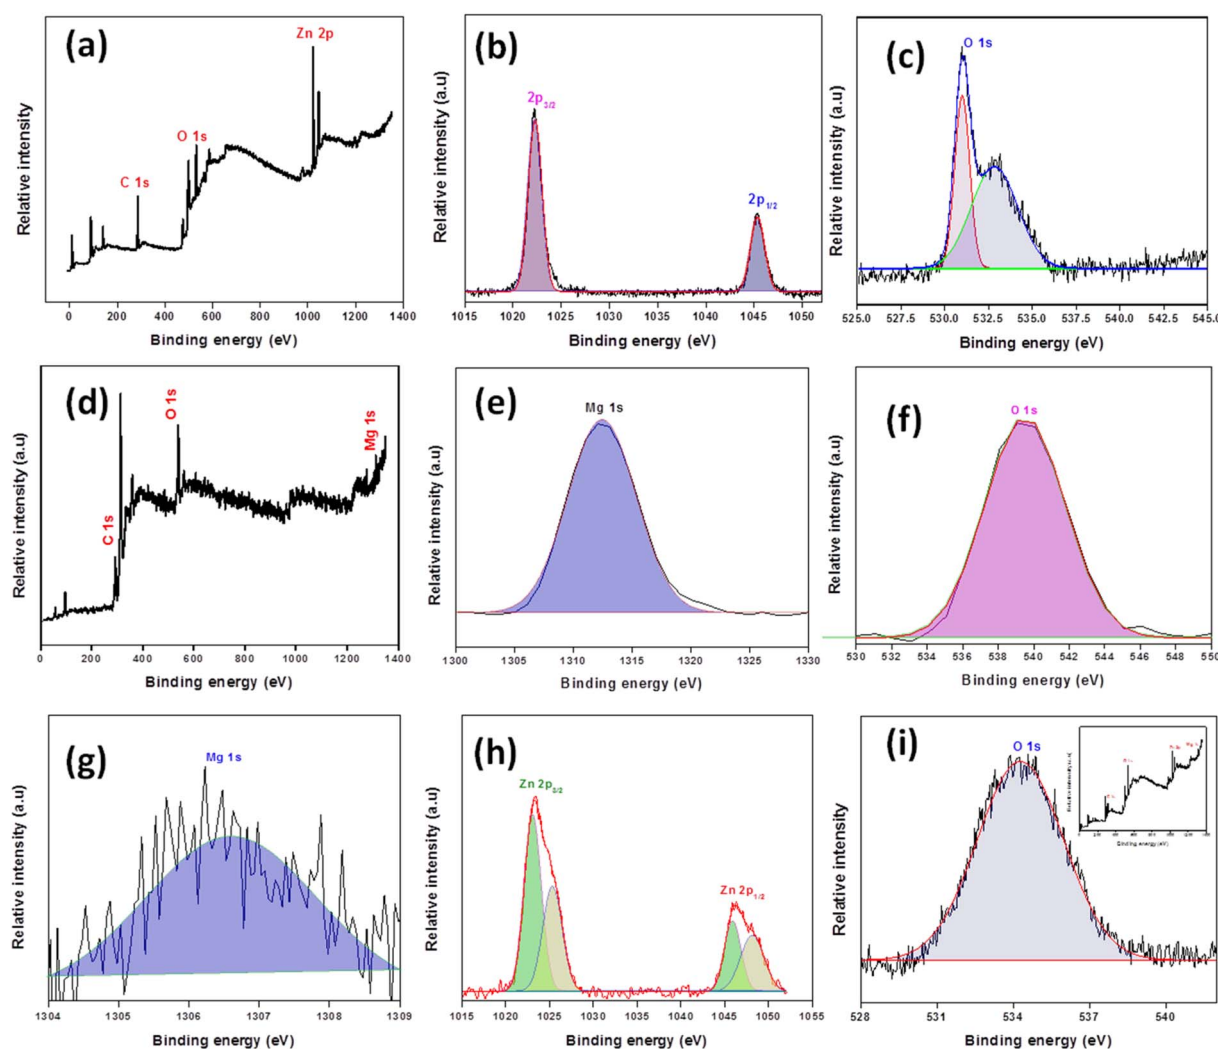 (a)
Zn 2p
O 1s
C 1s
Relative intensity
0 200 400 600 800 1000 1200 1400
Binding energy (eV)
(b)
2p3/2
2p1/2
Relative intensity (a.u)
1015 1020 1025 1030 1035 1040 1045 1050
Binding energy (eV)
(c)
O 1s
Relative intensity (a.u)
525.0 527.5 530.0 532.5 535.0 537.5 540.0 542.5 545.0
Binding energy (eV)
(d)
C 1s
O 1s
Mg 1s
Relative intensity (a.u)
0 200 400 600 800 1000 1200 1400
Binding energy (eV)
(e)
Mg 1s
Relative intensity (a.u)
1300 1305 1310 1315 1320 1325 1330
Binding energy (eV)
(f)
O 1s
Relative intensity (a.u)
530 532 534 536 538 540 542 544 546 548 550
Binding energy (eV)
(g)
Mg 1s
Relative intensity (a.u)
1304 1305 1306 1307 1308 1309
Binding energy (eV)
(h)
Zn 2p3/2
Zn 2p1/2
Relative intensity (a.u)
1015 1020 1025 1030 1035 1040 1045 1050 1055
Binding energy (eV)
(i)
O 1s
Relative intensity
528 531 534 537 540
Binding energy (eV)
Binding energy (eV)